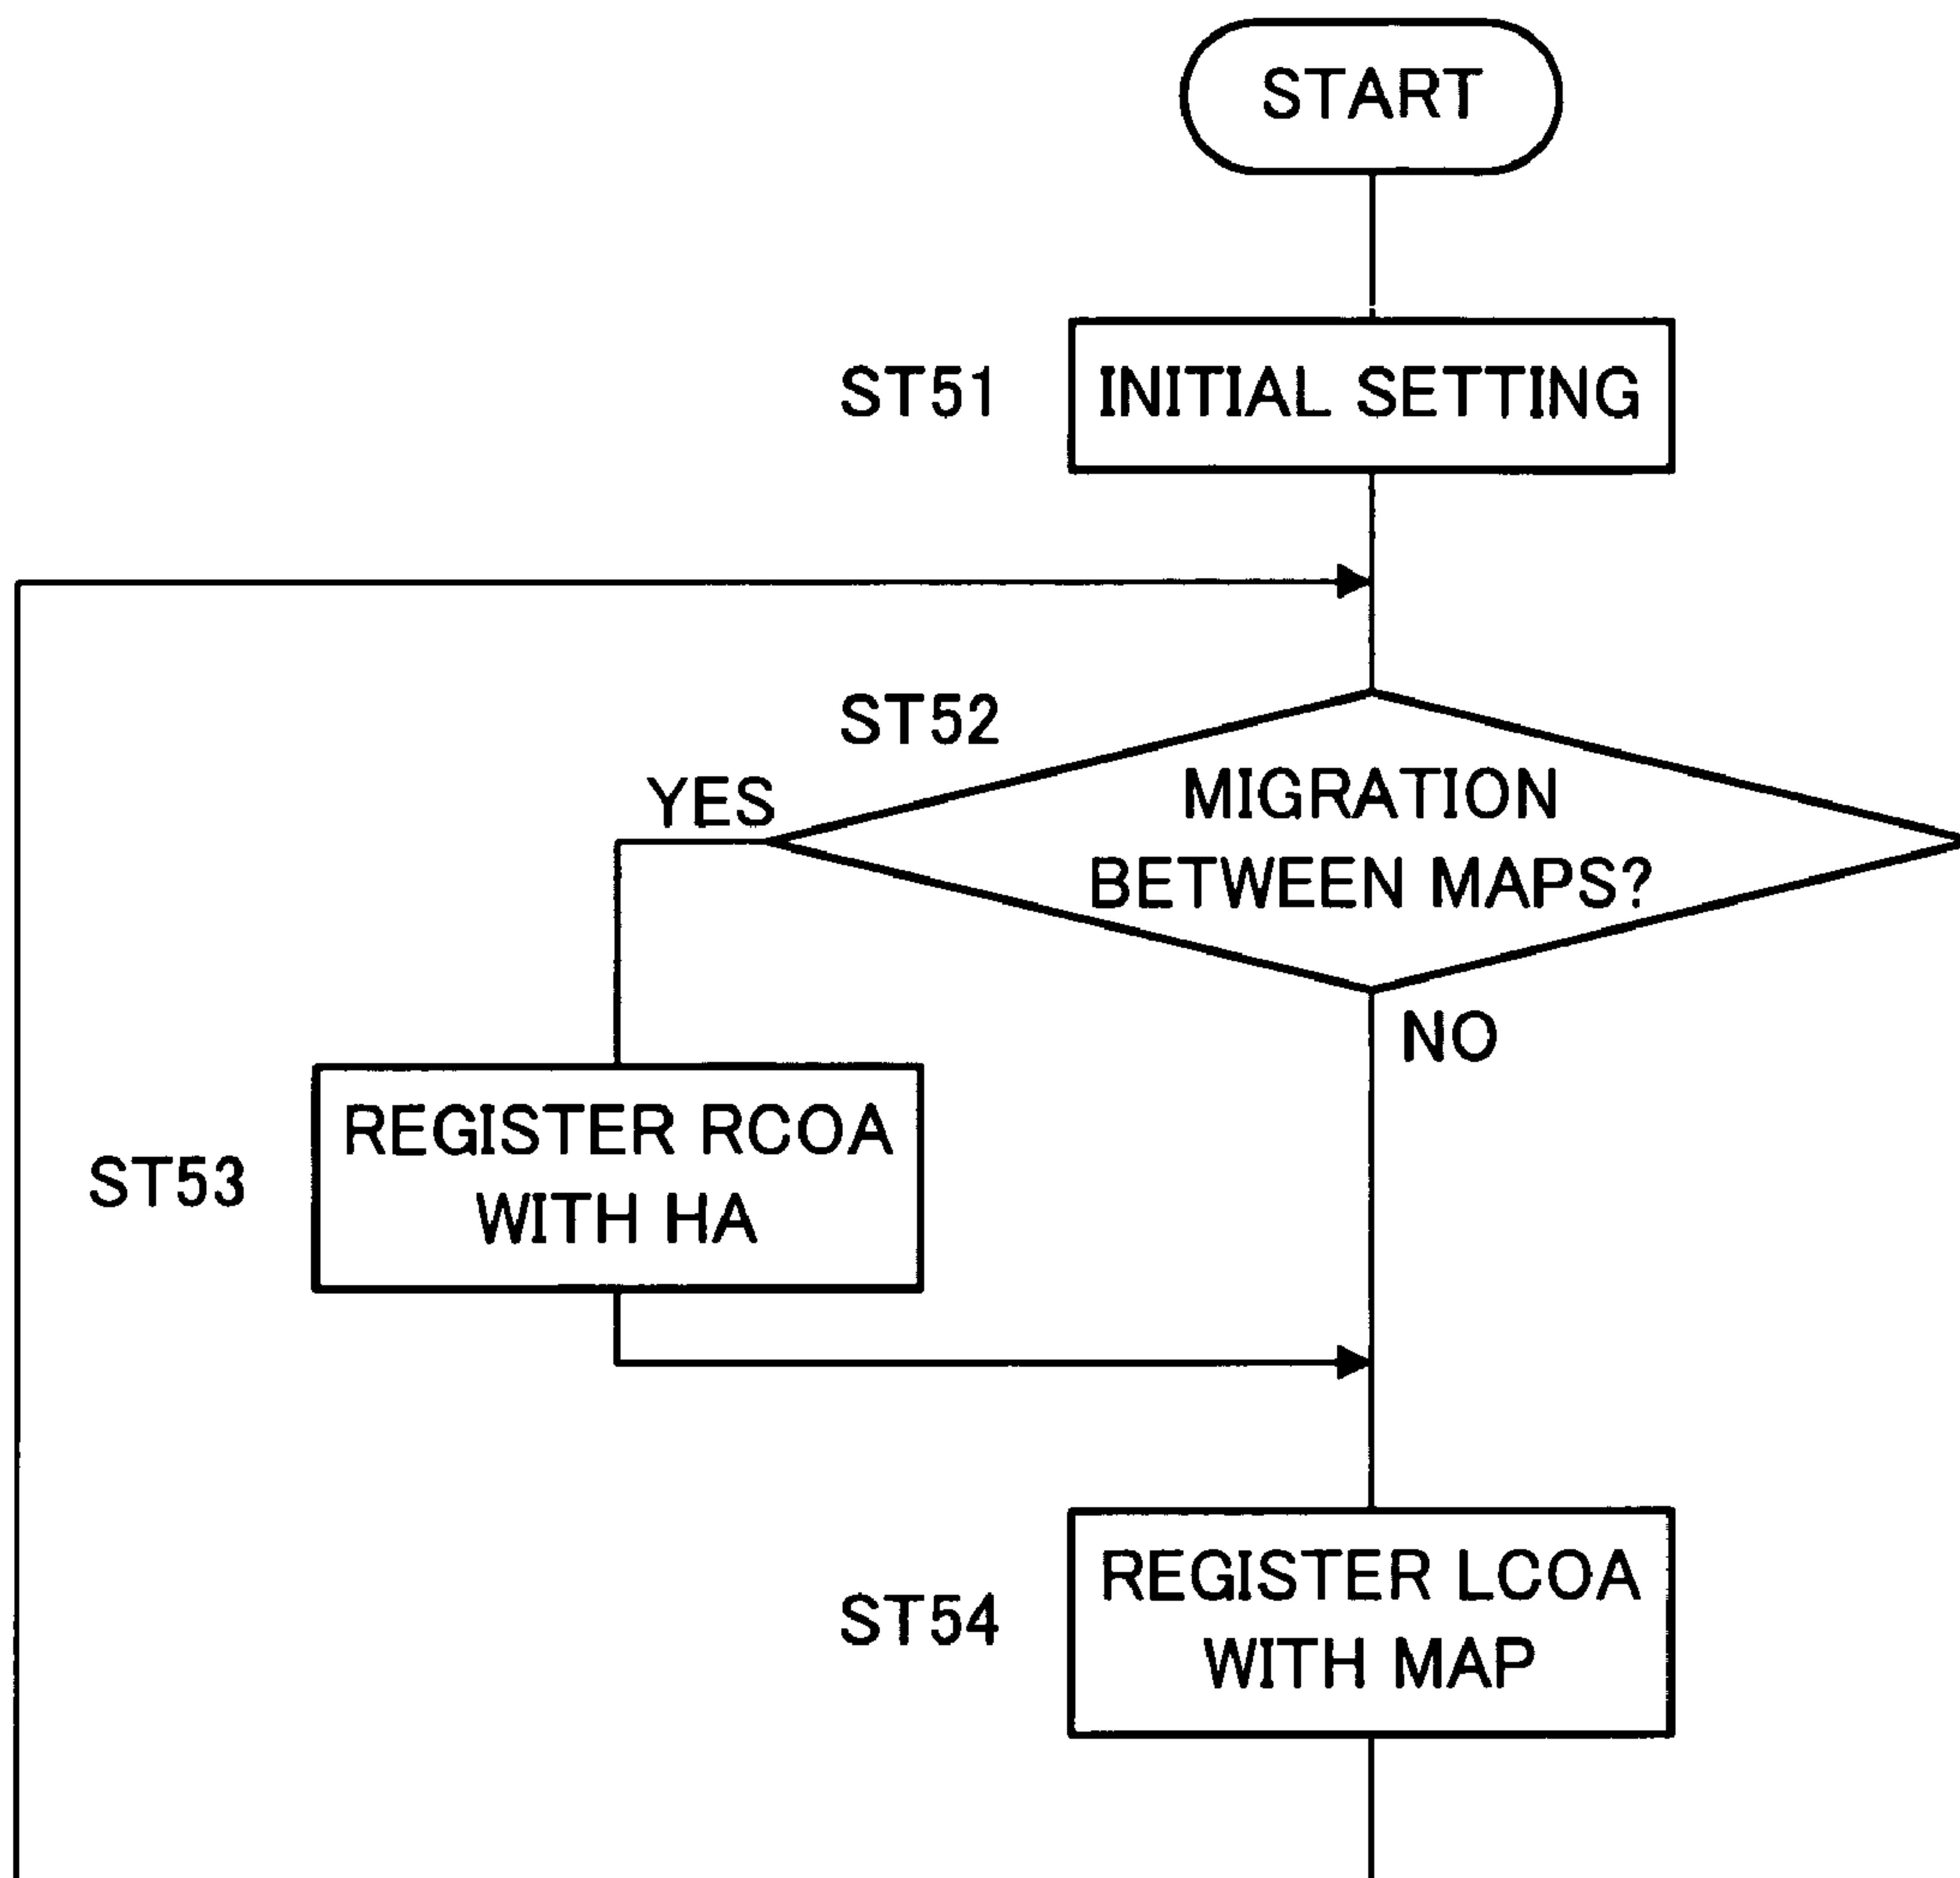 START
ST51
INITIAL SETTING
ST52
YES
MIGRATION
BETWEEN MAPS?
NO
ST53
REGISTER RCOA
WITH HA
ST54
REGISTER LCOA
WITH MAP